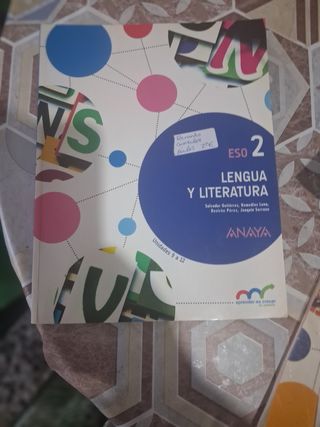 ESO 2
LENGUA
Y LITERATURA
Salvador Gutiérrez, Remedios Luna,
Beatriz Pérez, Joaquín Serrano
ANAYA
Unidades 9 a 12
aprender es crecer